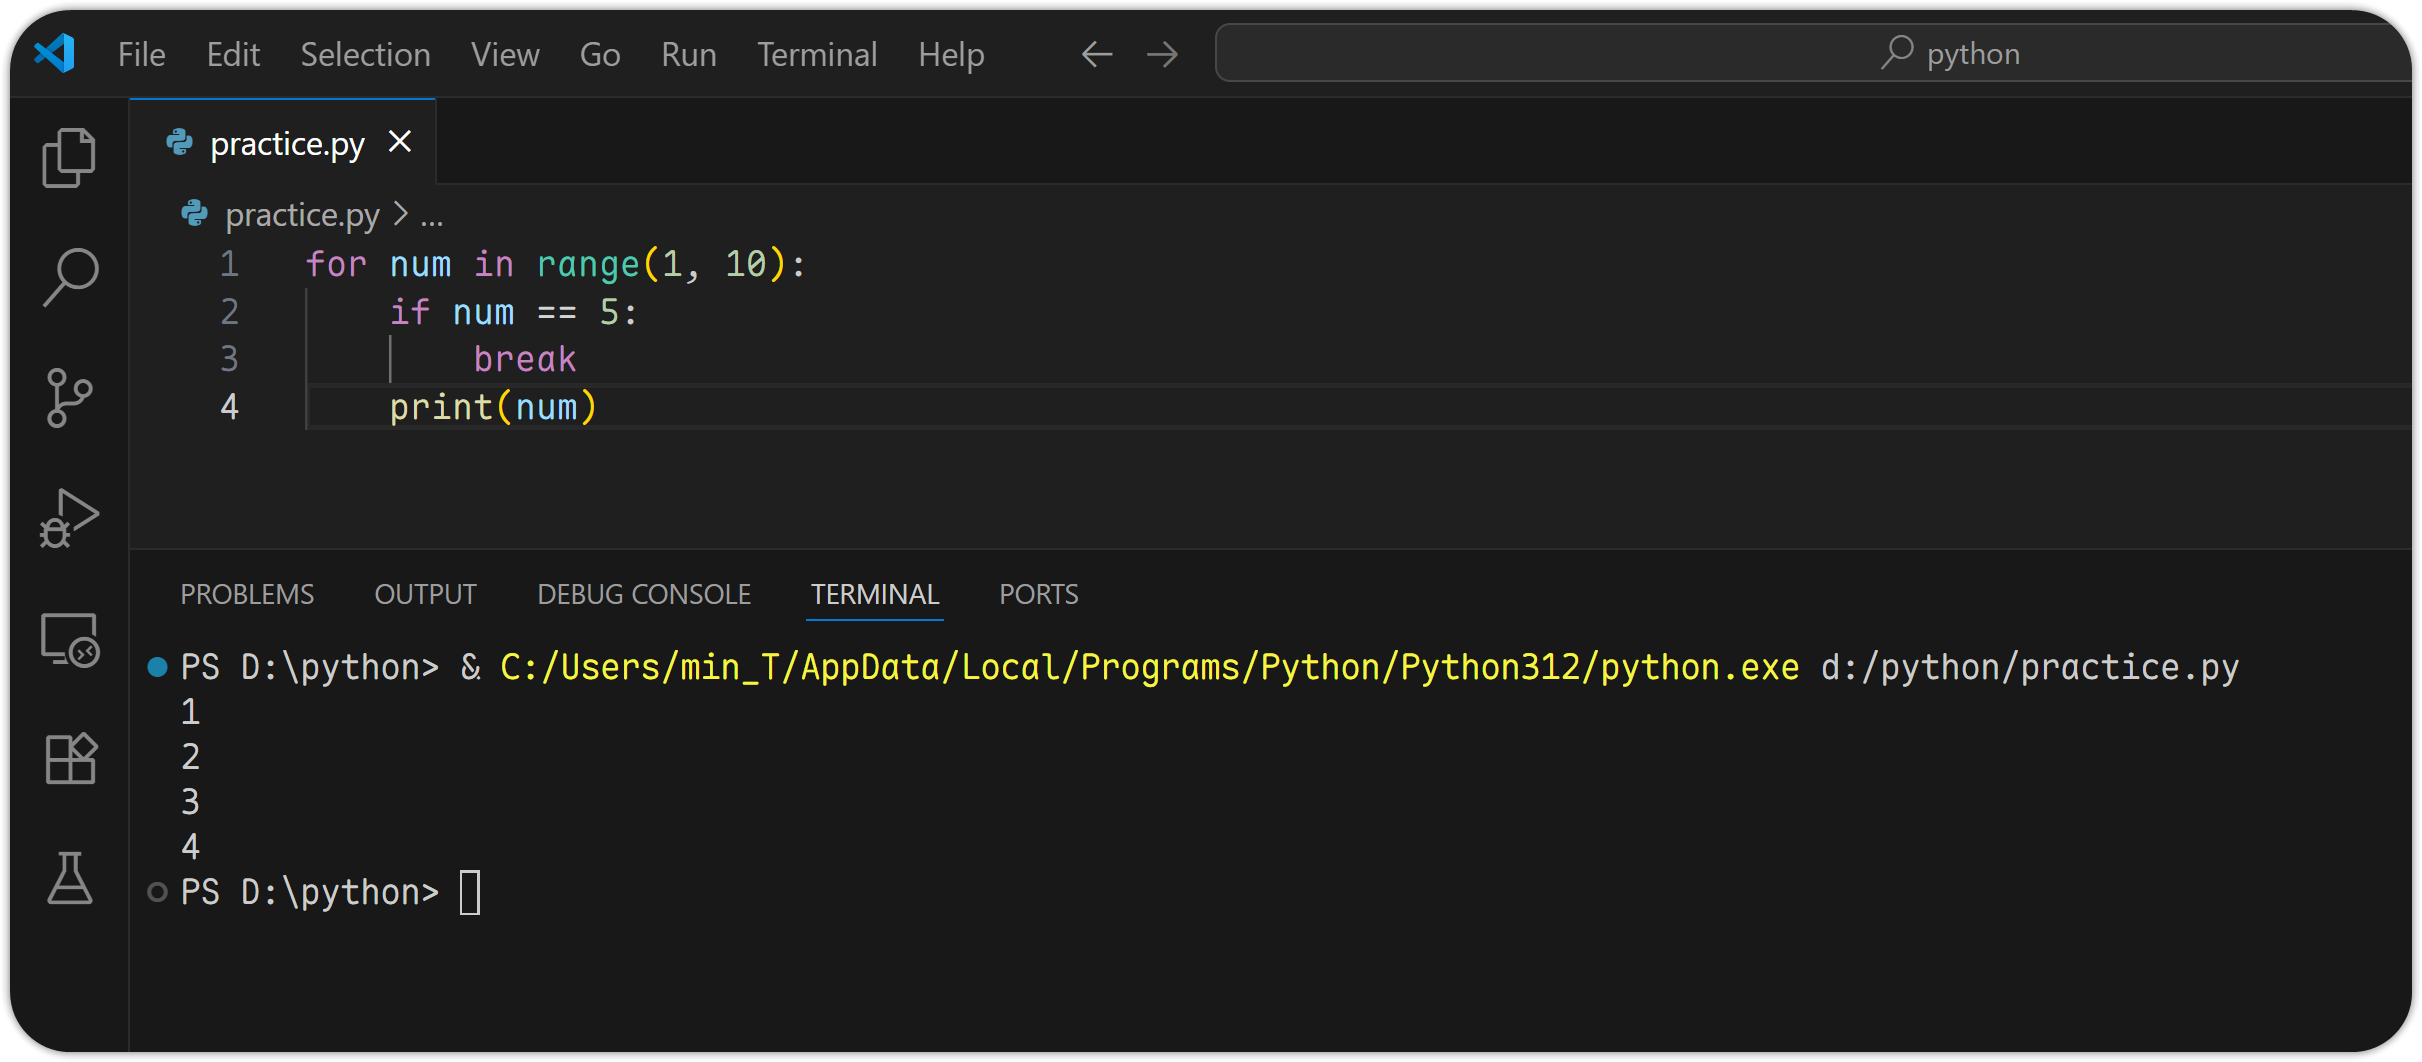 File Edit Selection View Go Run Terminal Help python
practice.py
practice.py > ...
1 for num in range(1, 10):
2     if num == 5:
3         break
4     print(num)
PROBLEMS OUTPUT DEBUG CONSOLE TERMINAL PORTS
PS D:\python> & C:/Users/min_T/AppData/Local/Programs/Python/Python312/python.exe d:/python/practice.py
1
2
3
4
PS D:\python>